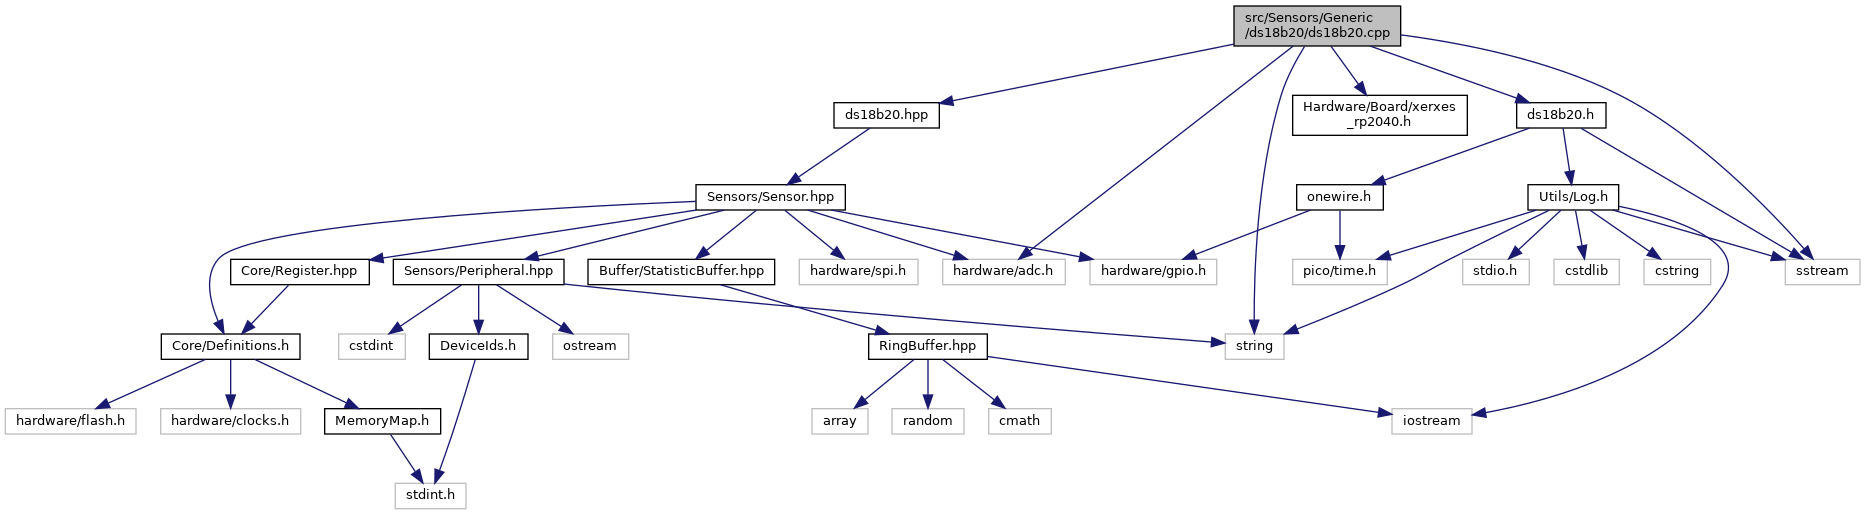 src/Sensors/Generic
/ds18b20/ds18b20.cpp
ds18b20.hpp
Hardware/Board/xerxes
_rp2040.h
ds18b20.h
Sensors/Sensor.hpp
onewire.h
Utils/Log.h
Core/Register.hpp
Sensors/Peripheral.hpp
Buffer/StatisticBuffer.hpp
hardware/spi.h
hardware/adc.h
hardware/gpio.h
pico/time.h
stdio.h
cstdlib
cstring
sstream
Core/Definitions.h
cstdint
DeviceIds.h
ostream
RingBuffer.hpp
string
hardware/flash.h
hardware/clocks.h
MemoryMap.h
array
random
cmath
iostream
stdint.h